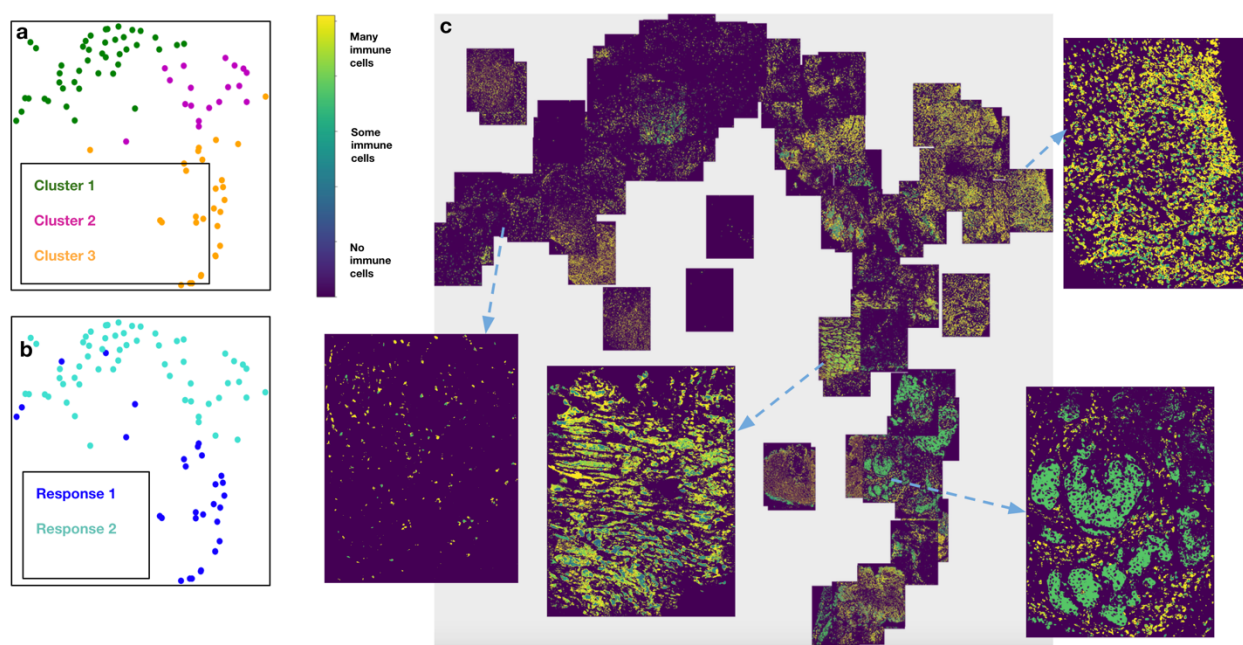 a
Cluster 1
Cluster 2
Cluster 3
b
Response 1
Response 2
Many
immune
cells
Some
immune
cells
No
immune
cells
c